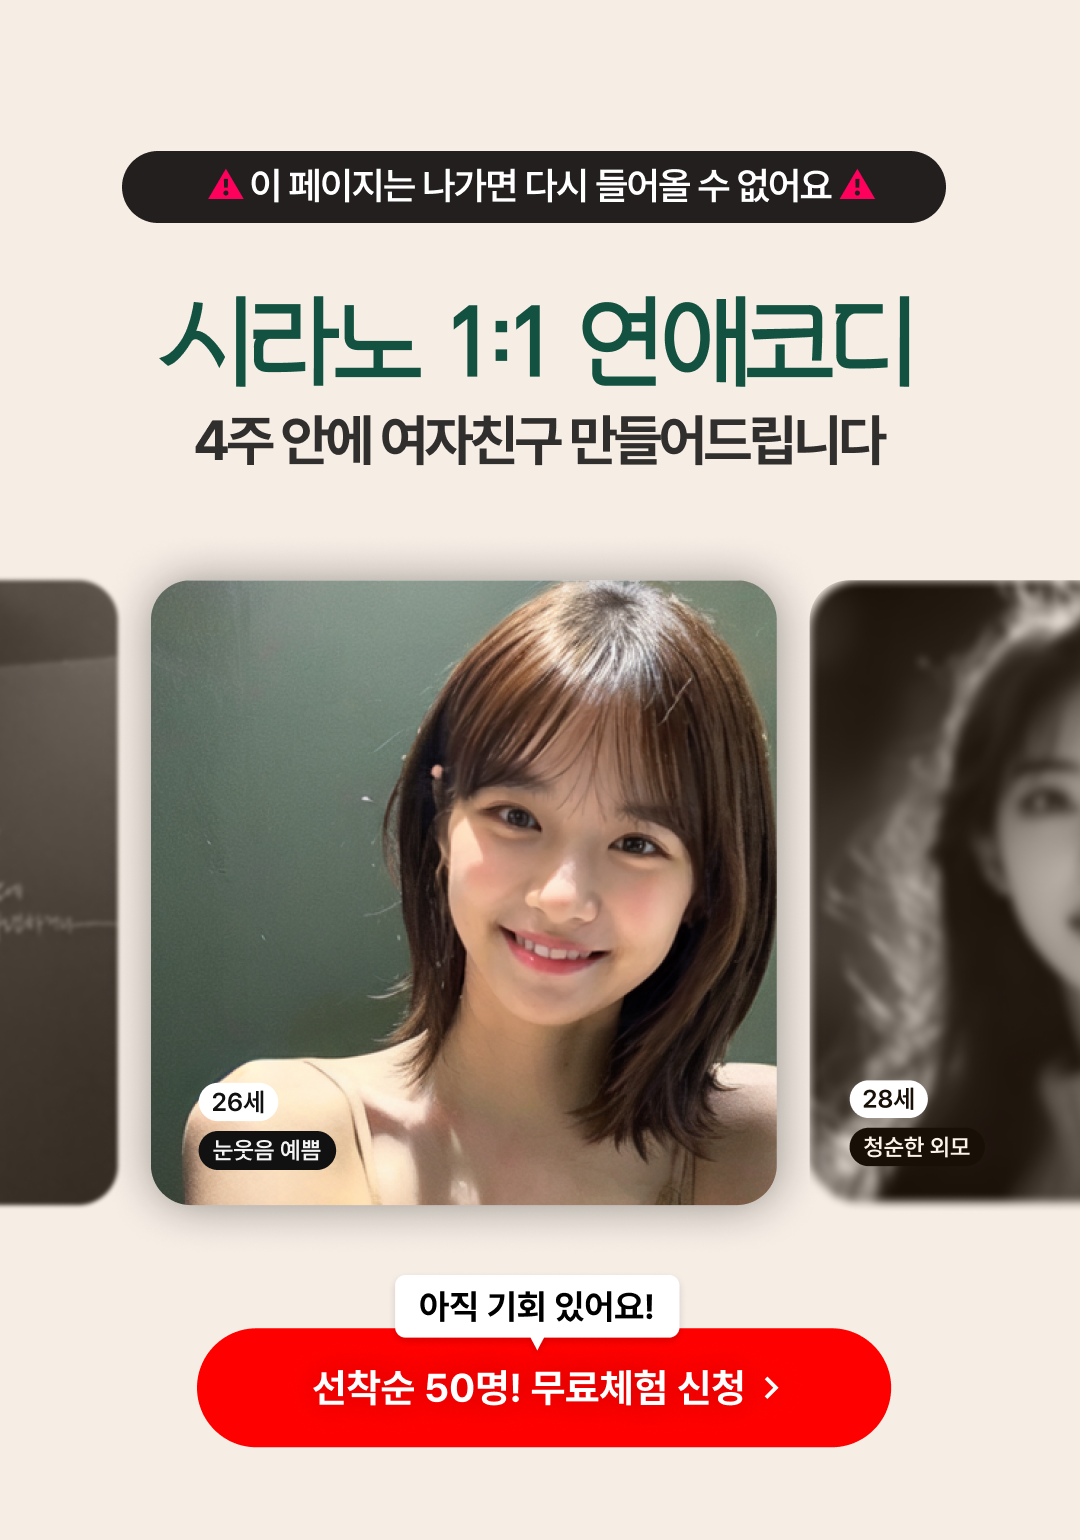 이 페이지는 나가면 다시 들어올 수 없어요
시라노 1:1 연애코디
4주 안에 여자친구 만들어드립니다
26세
눈웃음 예쁨
28세
청순한 외모
아직 기회 있어요!
선착순 50명! 무료체험 신청 >